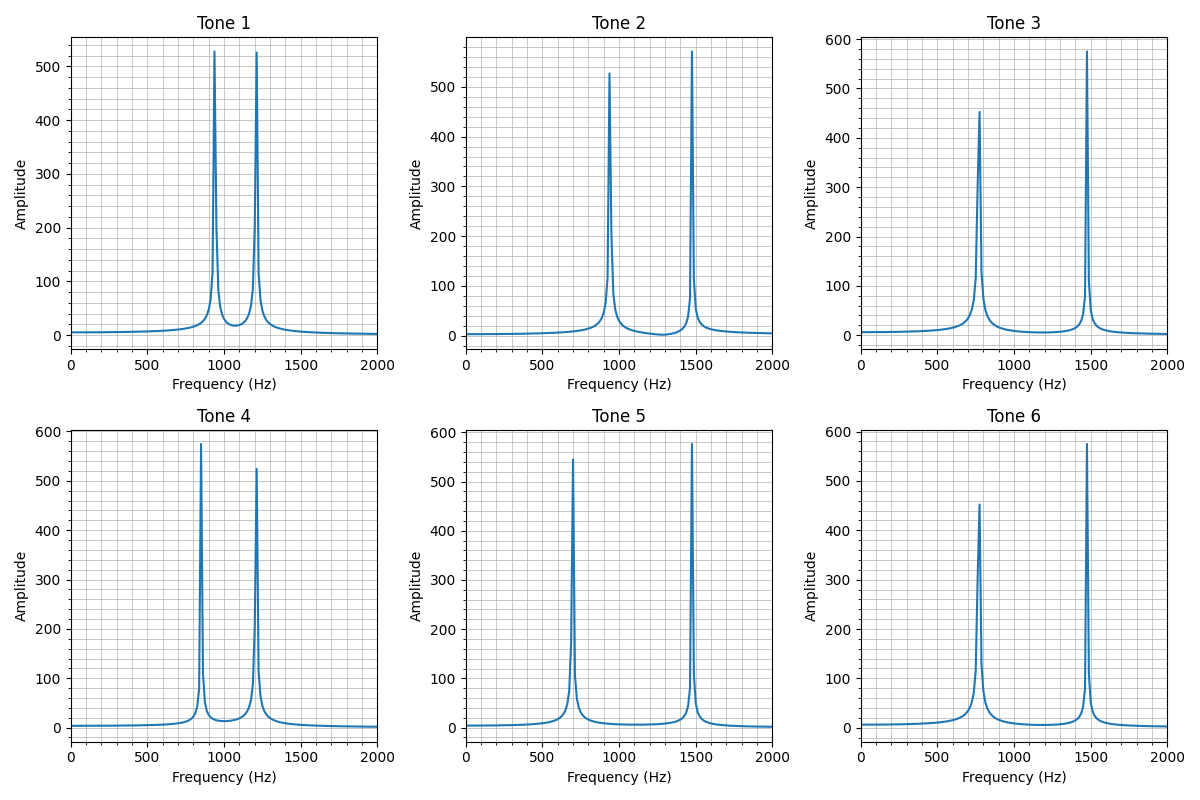 Tone 1 Tone 2 Tone 3
500 500 600
400 400 500
300 300 400
200 200 300
100 100 200
0 0 100
0
Amplitude Amplitude Amplitude
0 500 1000 1500 2000 0 500 1000 1500 2000 0 500 1000 1500 2000
Frequency (Hz) Frequency (Hz) Frequency (Hz)
Tone 4 Tone 5 Tone 6
600 600 600
500 500 500
400 400 400
300 300 300
200 200 200
100 100 100
0 0 0
Amplitude Amplitude Amplitude
0 500 1000 1500 2000 0 500 1000 1500 2000 0 500 1000 1500 2000
Frequency (Hz) Frequency (Hz) Frequency (Hz)